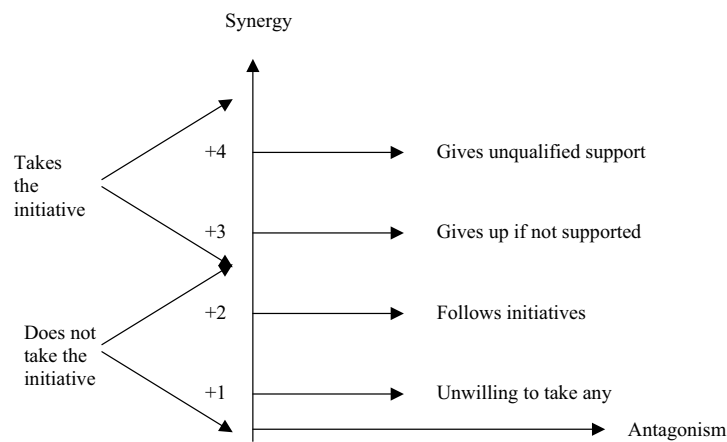 Synergy
+4
Gives unqualified support
Takes
the
initiative
+3
Gives up if not supported
+2
Follows initiatives
Does not
take the
initiative
+1
Unwilling to take any
Antagonism